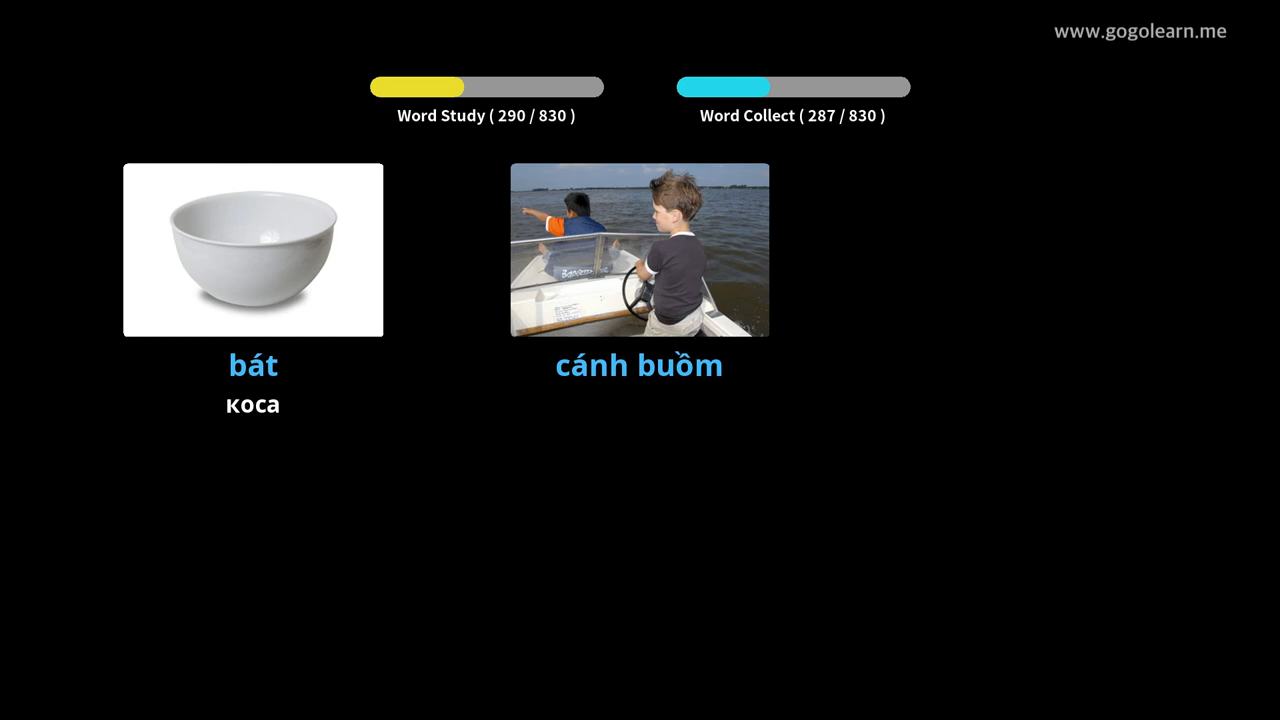 www.gogolearn.me
Word Study ( 290 / 830 )
Word Collect ( 287 / 830 )
bát
cánh buồm
коса